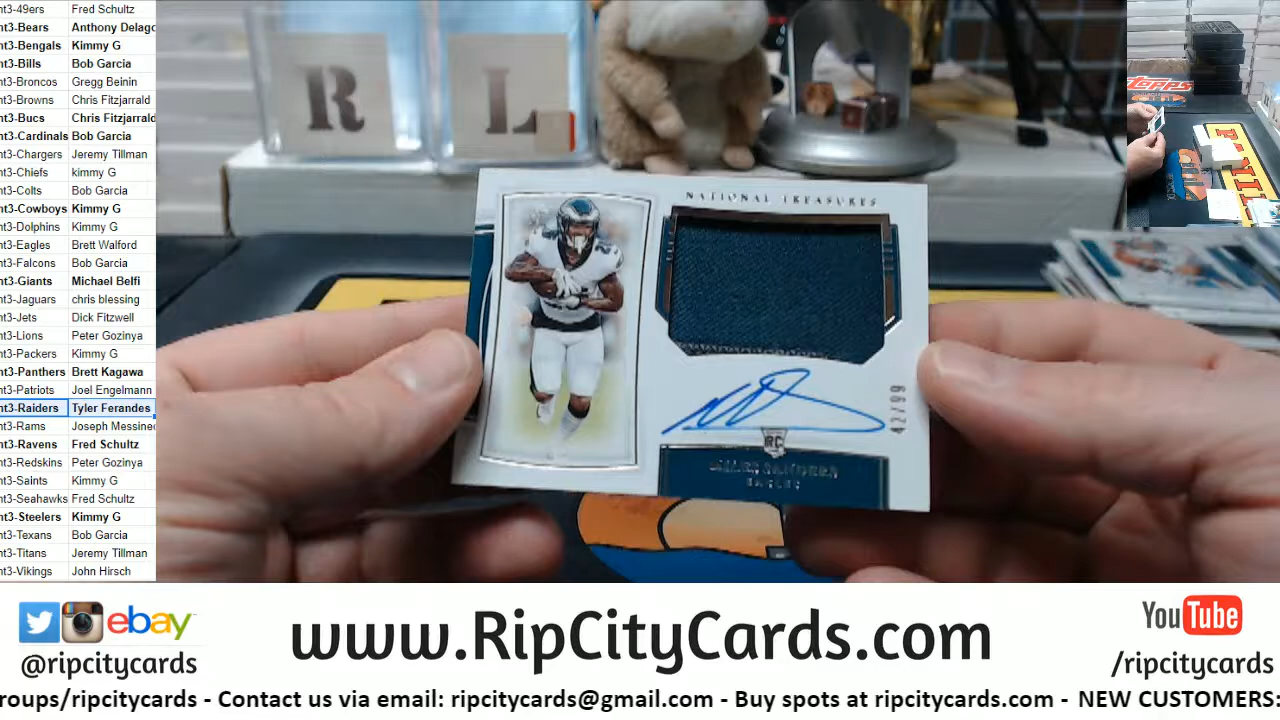 nt3-49ers Fred Schultz
nt3-Bears Anthony Delago
nt3-Bengals Kimmy G
nt3-Bills Bob Garcia
nt3-Broncos Gregg Beinin
nt3-Browns Chris Fitzjarrald
nt3-Bucs Chris Fitzjarrald
nt3-Cardinals Bob Garcia
nt3-Chargers Jeremy Tillman
nt3-Chiefs kimmy G
nt3-Colts Bob Garcia
nt3-Cowboys Kimmy G
nt3-Dolphins Kimmy G
nt3-Eagles Brett Walford
nt3-Falcons Bob Garcia
nt3-Giants Michael Belfi
nt3-Jaguars chris blessing
nt3-Jets Dick Fitzwell
nt3-Lions Peter Gozinya
nt3-Packers Kimmy G
nt3-Panthers Brett Kagawa
nt3-Patriots Joel Engelmann
nt3-Raiders Tyler Ferandes
nt3-Rams Joseph Messineo
nt3-Ravens Fred Schultz
nt3-Redskins Peter Gozinya
nt3-Saints Kimmy G
nt3-Seahawks Fred Schultz
nt3-Steelers Kimmy G
nt3-Texans Bob Garcia
nt3-Titans Jeremy Tillman
nt3-Vikings John Hirsch
R L
NATIONAL TREASURES
42/99
RC
MILES SANDERS
EAGLES
Topps
PANINI
ebay
@ripcitycards
www.RipCityCards.com
YouTube
/ripcitycards
roups/ripcitycards - Contact us via email: ripcitycards@gmail.com - Buy spots at ripcitycards.com - NEW CUSTOMERS: